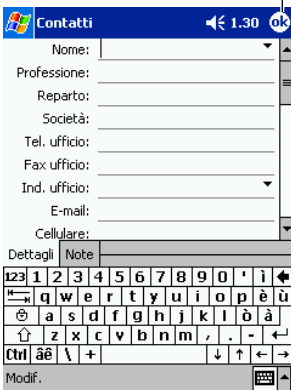 Contatti 1.30 ok
Nome:
Professione:
Reparto:
Società:
Tel. ufficio:
Fax ufficio:
Ind. ufficio:
E-mail:
Cellulare:
Dettagli Note
123 1 2 3 4 5 6 7 8 9 0 ' ì
q w e r t y u i o p è ù
a s d f g h j k l ò à
z x c v b n m , . -
Ctrl âê \ + ↓ ↑ ← →
Modif.